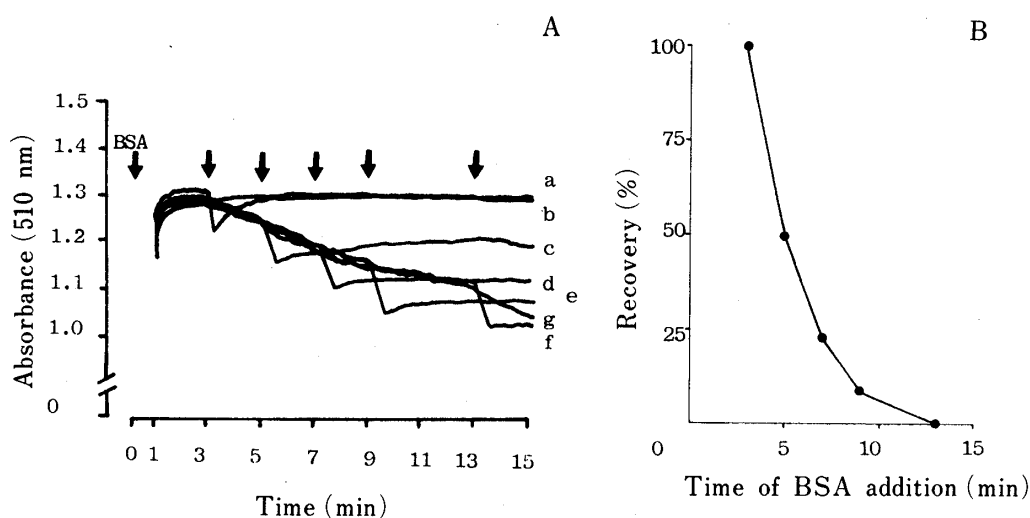 A
Absorbance (510 nm)
1.5
1.4
1.3
1.2
1.1
1.0
0
BSA
a
b
c
d
e
g
f
0 1 3 5 7 9 11 13 15
Time (min)
B
Recovery (%)
100
75
50
25
0 5 10 15
Time of BSA addition (min)